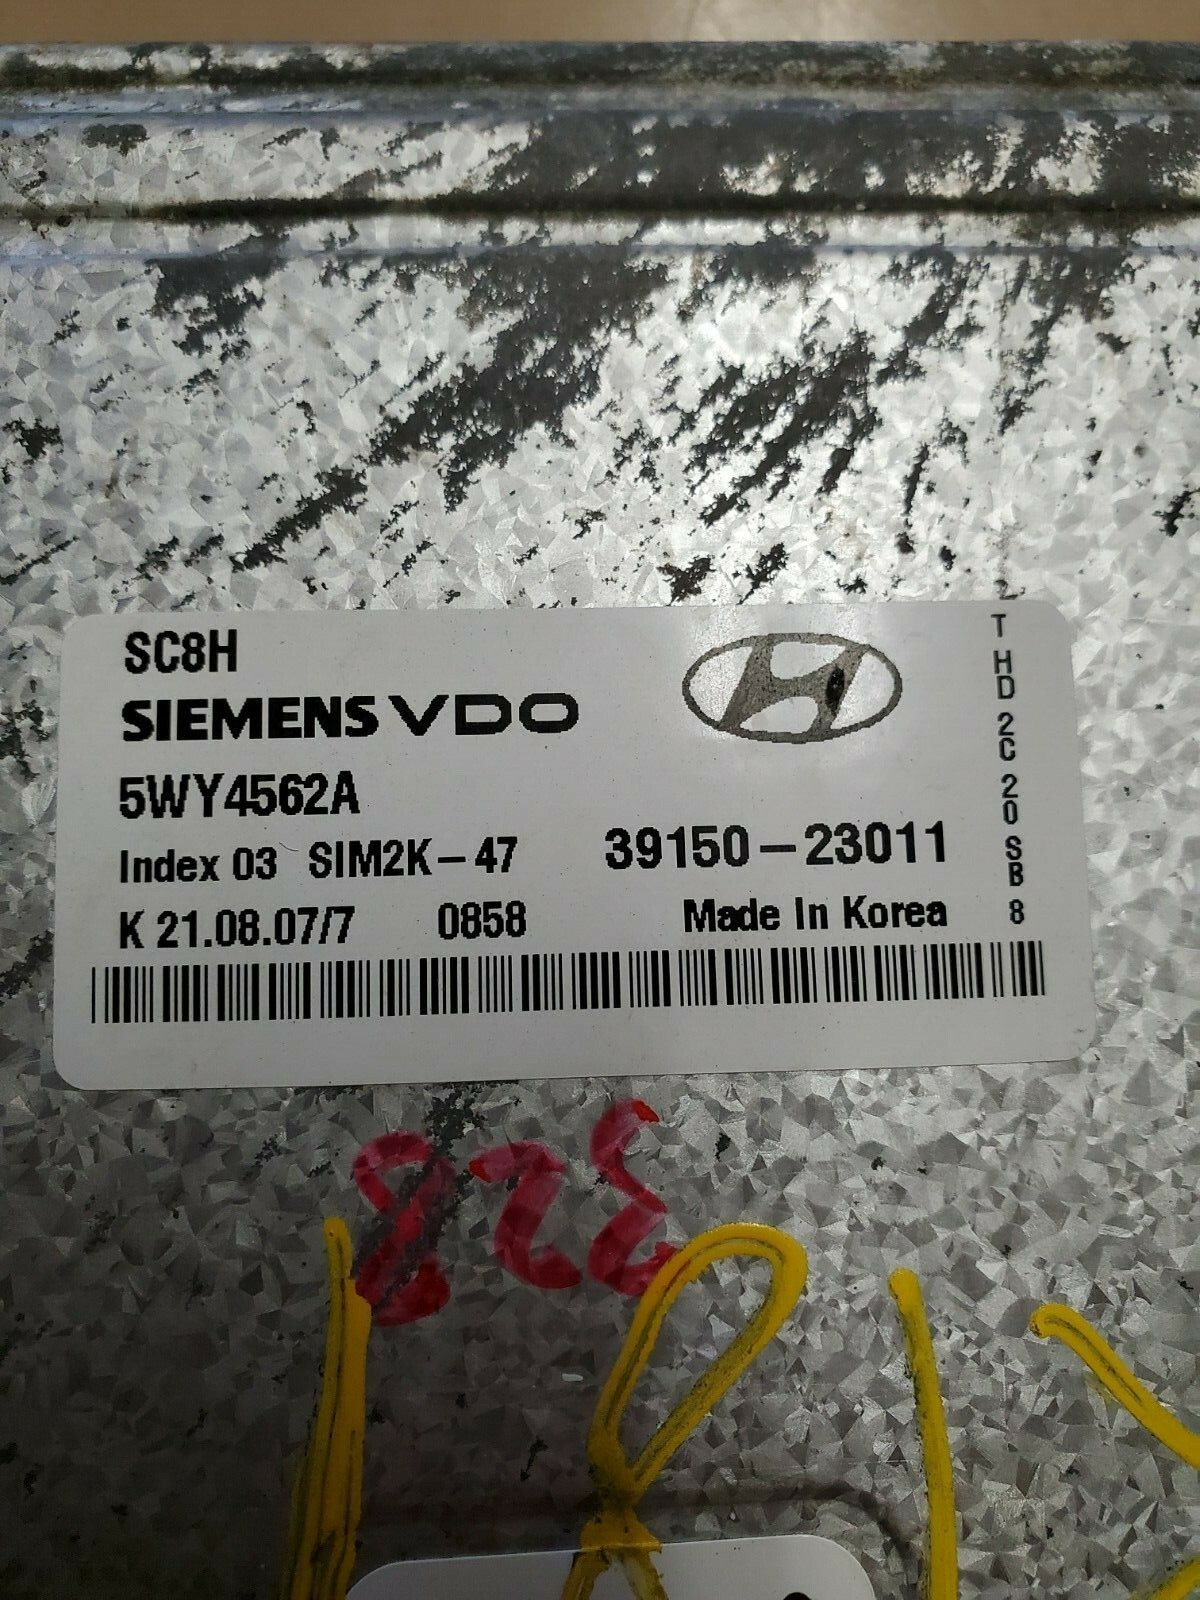 SC8H
SIEMENS VDO
5WY4562A
Index 03 SIM2K-47 39150-23011
K 21.08.07/7 0858 Made In Korea
T HD 2C 20 SB 8
828